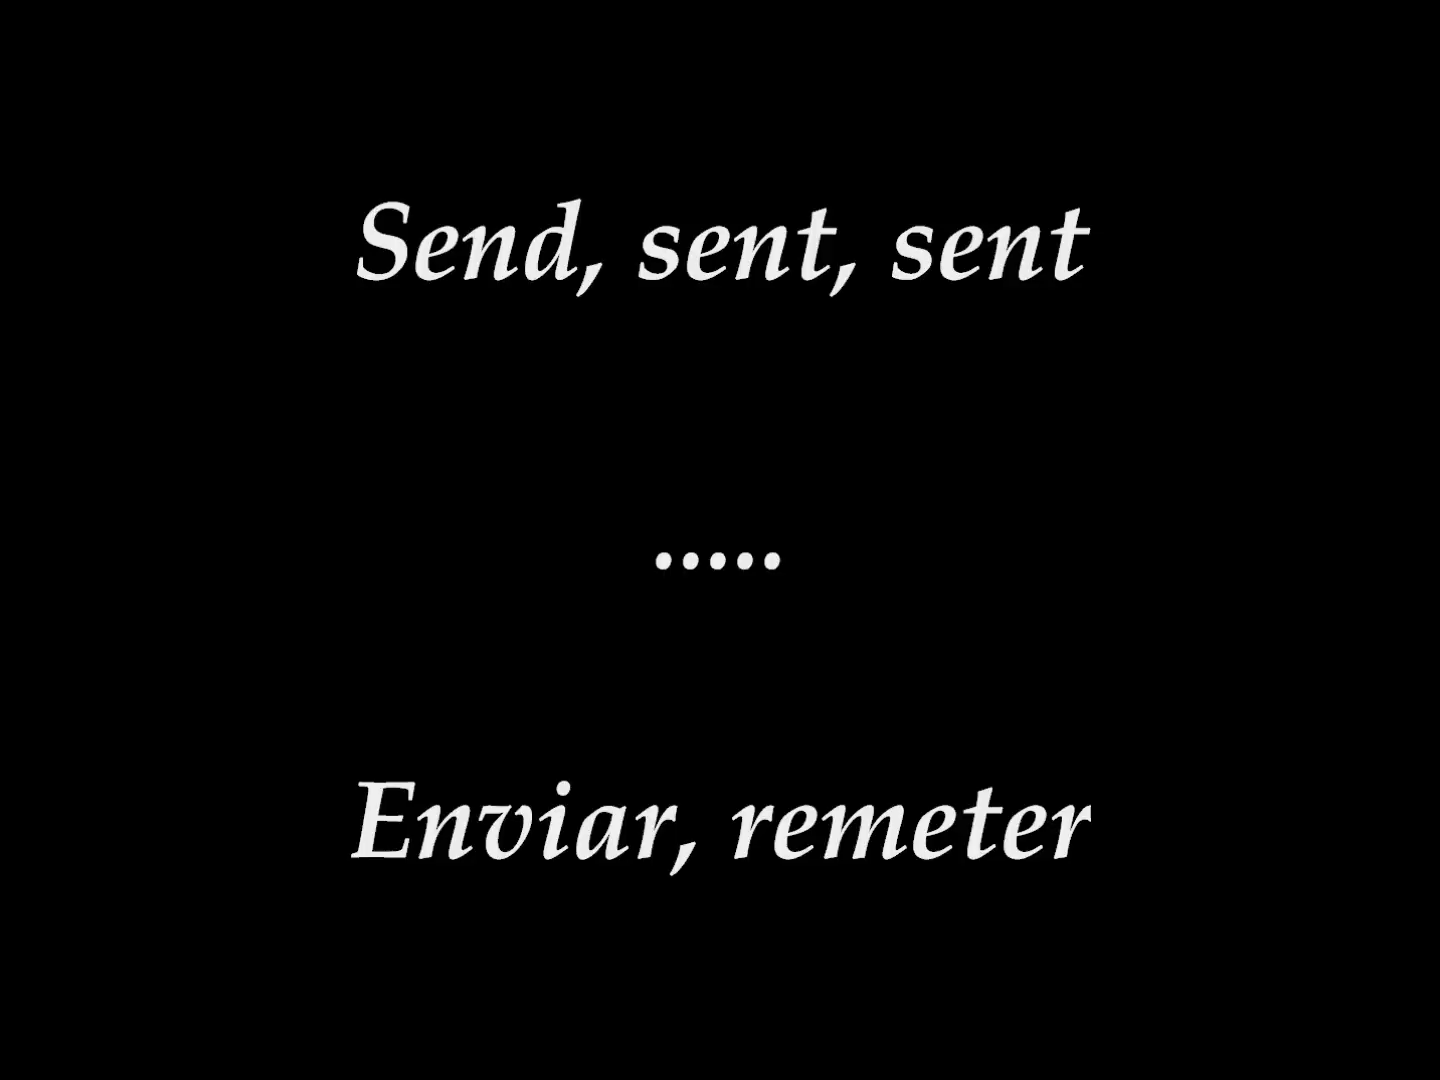 Send, sent, sent
.....
Enviar, remeter